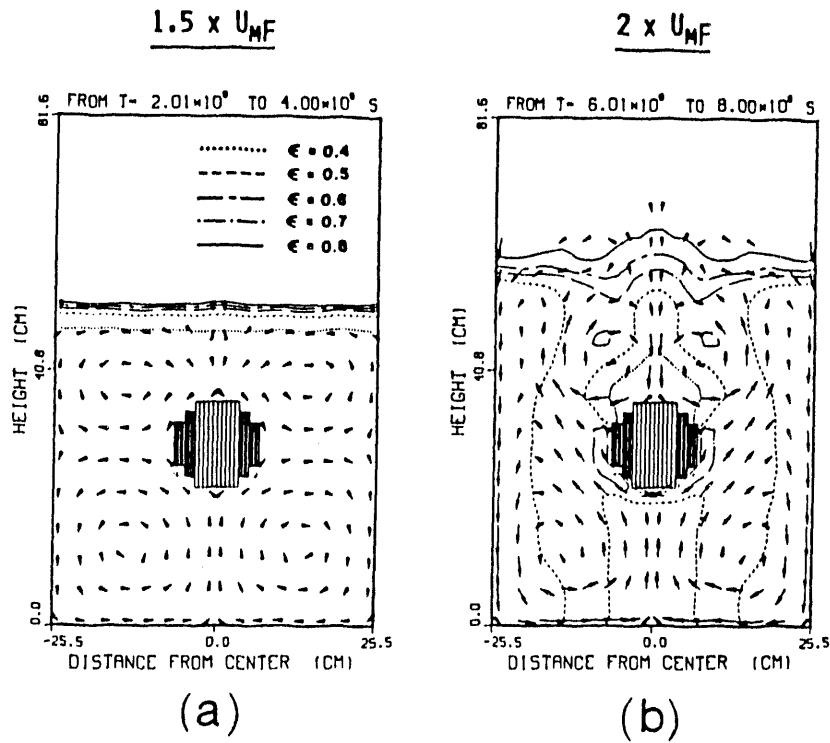 1.5 x UMF
FROM T- 2.01×10⁰ TO 4.00×10⁰ S
81.6
ϵ = 0.4
ϵ = 0.5
ϵ = 0.6
ϵ = 0.7
ϵ = 0.8
HEIGHT (CM)
40.8
0.0
-25.5
0.0
25.5
DISTANCE FROM CENTER (CM)
(a)
2 x UMF
FROM T- 6.01×10⁰ TO 8.00×10⁰ S
81.6
HEIGHT (CM)
40.8
0.0
-25.5
0.0
25.5
DISTANCE FROM CENTER (CM)
(b)